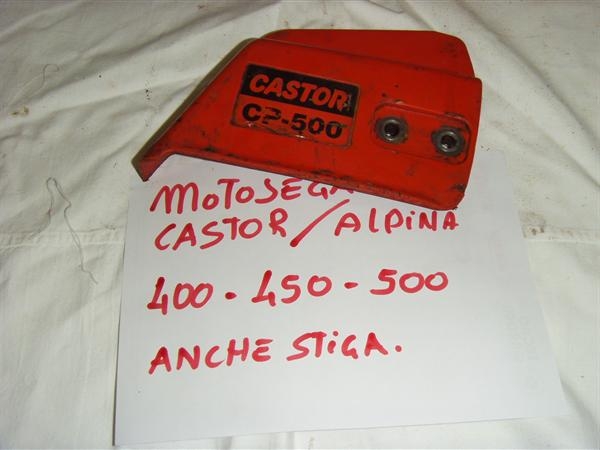 CASTOR
CP-500
MOTOSEGA
CASTOR/ALPINA
400-450-500
ANCHE STIGA.